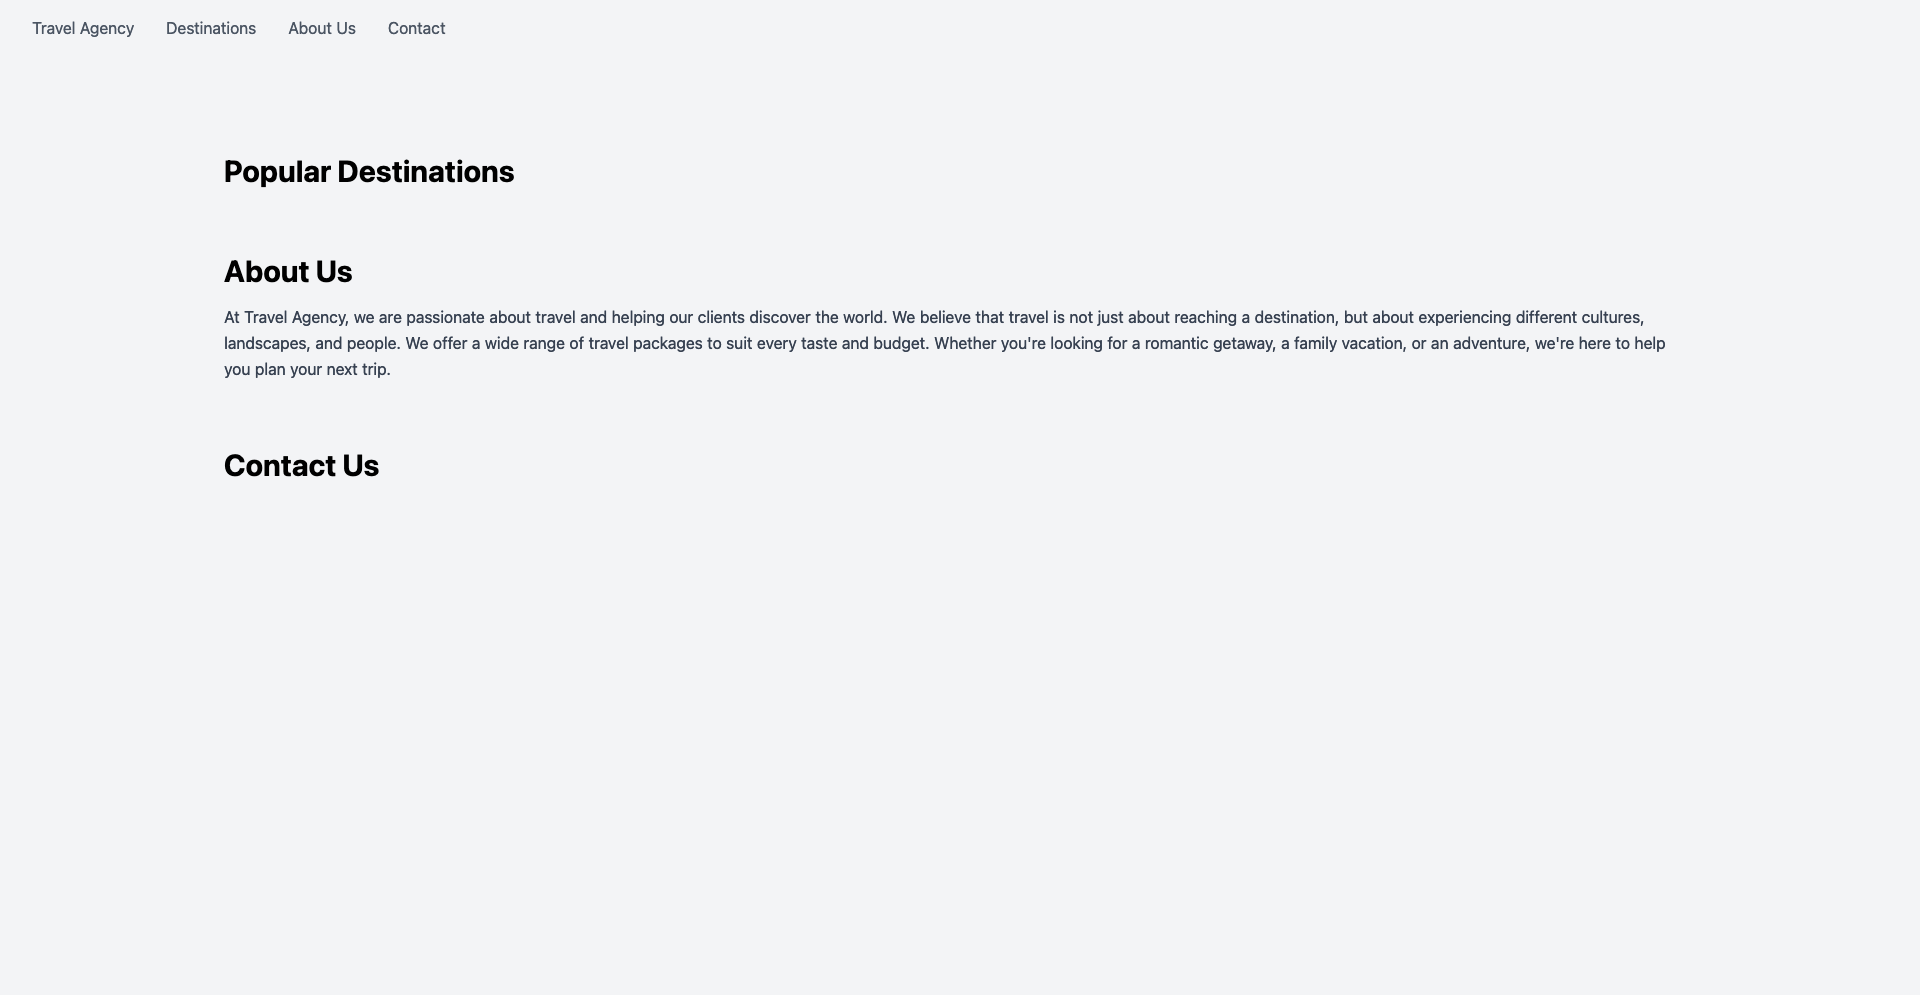 Travel Agency Destinations About Us Contact
Popular Destinations
About Us
At Travel Agency, we are passionate about travel and helping our clients discover the world. We believe that travel is not just about reaching a destination, but about experiencing different cultures,
landscapes, and people. We offer a wide range of travel packages to suit every taste and budget. Whether you're looking for a romantic getaway, a family vacation, or an adventure, we're here to help
you plan your next trip.
Contact Us